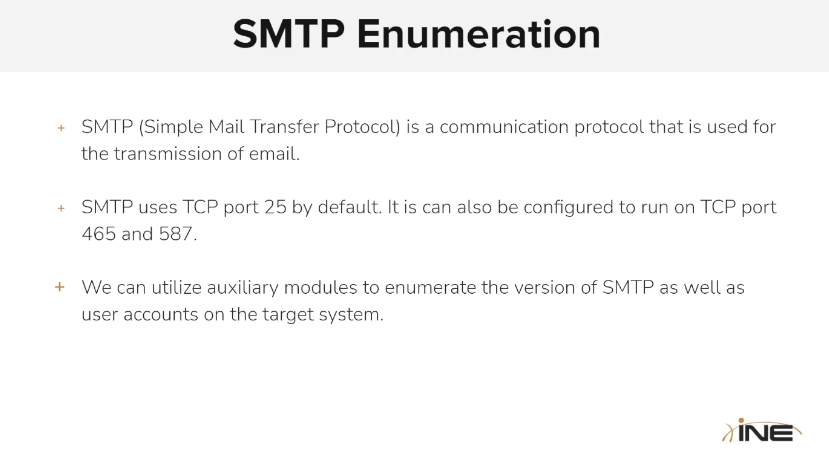 SMTP Enumeration
+ SMTP (Simple Mail Transfer Protocol) is a communication protocol that is used for
the transmission of email.
+ SMTP uses TCP port 25 by default. It is can also be configured to run on TCP port
465 and 587.
+ We can utilize auxiliary modules to enumerate the version of SMTP as well as
user accounts on the target system.
INE